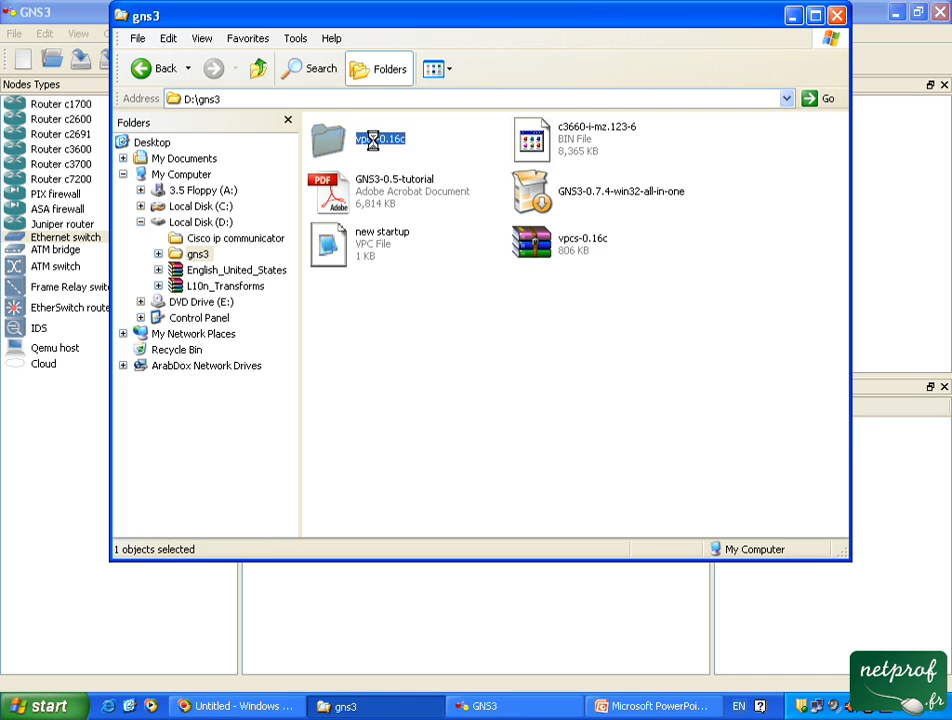 GNS3
gns3
File Edit View
File Edit View Favorites Tools Help
Back Search Folders
Address D:\gns3 Go
Nodes Types
Router c1700
Router c2600
Router c2691
Router c3600
Router c3700
Router c7200
PIX firewall
ASA firewall
Juniper router
Ethernet switch
ATM bridge
ATM switch
Frame Relay swit
EtherSwitch route
IDS
Qemu host
Cloud
Folders
Desktop
My Documents
My Computer
3.5 Floppy (A:)
Local Disk (C:)
Local Disk (D:)
Cisco ip communicator
gns3
English_United_States
L10n_Transforms
DVD Drive (E:)
Control Panel
My Network Places
Recycle Bin
ArabDox Network Drives
vpcs-0.16c
c3660-i-mz.123-6
BIN File
8,365 KB
PDF
Adobe
GNS3-0.5-tutorial
Adobe Acrobat Document
6,814 KB
GNS3-0.7.4-win32-all-in-one
new startup
VPC File
1 KB
vpcs-0.16c
806 KB
1 objects selected
My Computer
netprof
.fr
start
Untitled - Windows ...
gns3
GNS3
Microsoft PowerPoi...
EN